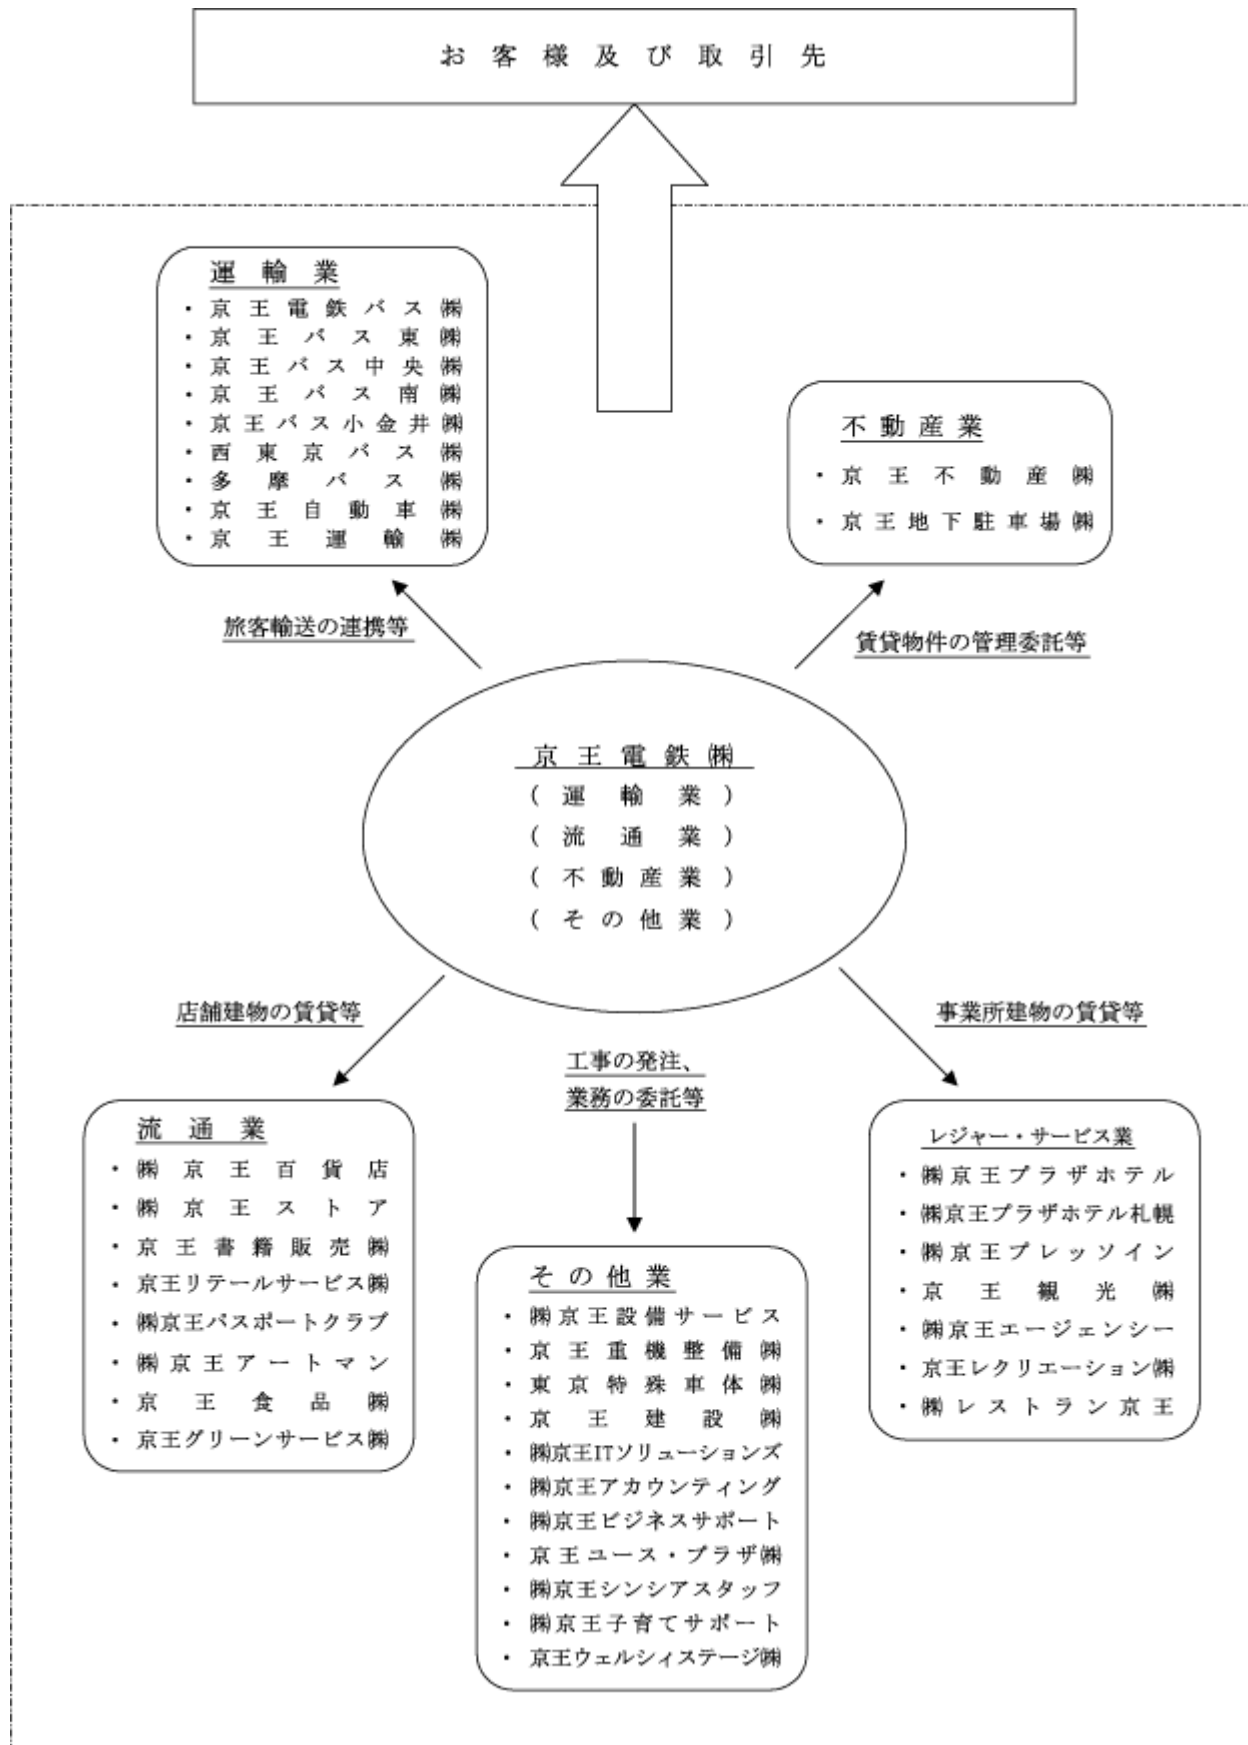 お客様及び取引先
運輸業
・京王電鉄バス㈱
・京王バス東㈱
・京王バス中央㈱
・京王バス南㈱
・京王バス小金井㈱
・西東京バス㈱
・多摩バス㈱
・京王自動車㈱
・京王運輸㈱
不動産業
・京王不動産㈱
・京王地下駐車場㈱
旅客輸送の連携等
賃貸物件の管理委託等
京王電鉄㈱
(運輸業)
(流通業)
(不動産業)
(その他業)
店舗建物の賃貸等
工事の発注、
業務の委託等
事業所建物の賃貸等
流通業
・㈱京王百貨店
・㈱京王ストア
・京王書籍販売㈱
・京王リテールサービス㈱
・㈱京王パスポートクラブ
・㈱京王アートマン
・京王食品㈱
・京王グリーンサービス㈱
その他業
・㈱京王設備サービス
・京王重機整備㈱
・東京特殊車体㈱
・京王建設㈱
・㈱京王ITソリューションズ
・㈱京王アカウンティング
・㈱京王ビジネスサポート
・京王ユース・プラザ㈱
・㈱京王シンシアスタッフ
・㈱京王子育てサポート
・京王ウェルシィステージ㈱
レジャー・サービス業
・㈱京王プラザホテル
・㈱京王プラザホテル札幌
・㈱京王プレッソイン
・京王観光㈱
・㈱京王エージェンシー
・京王レクリエーション㈱
・㈱レストラン京王